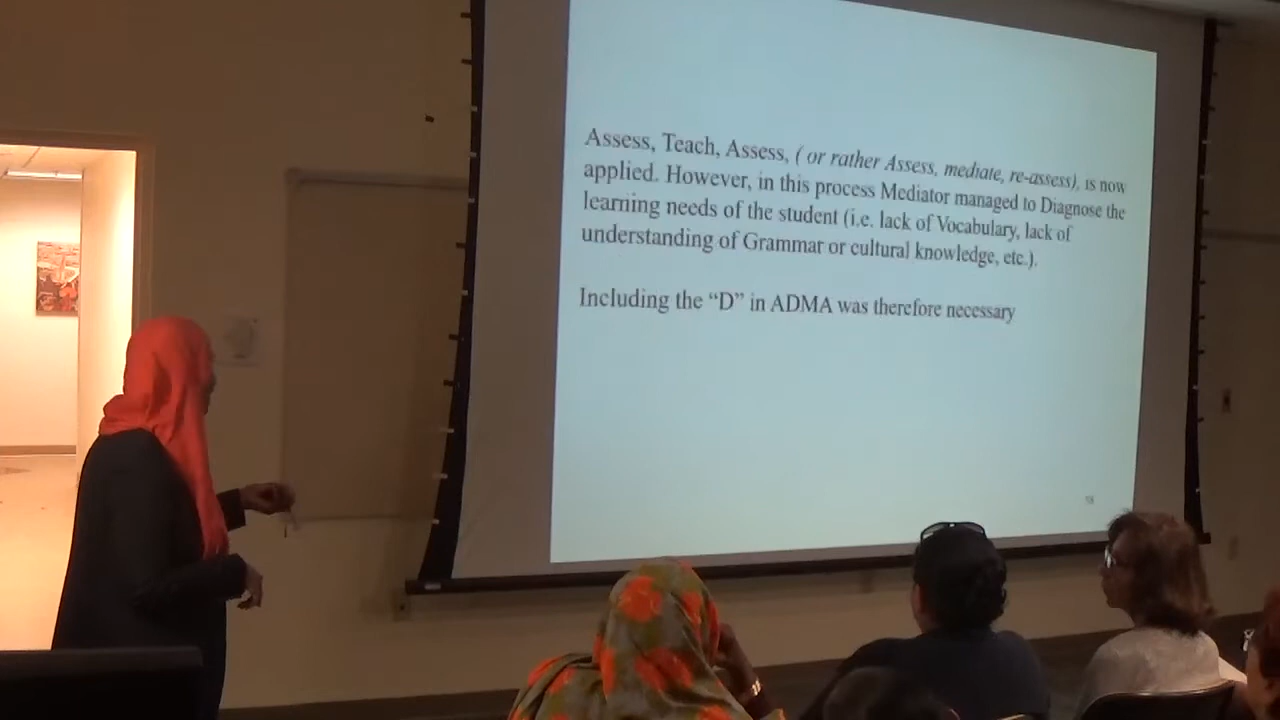 Assess, Teach, Assess, ( or rather Assess, mediate, re-assess), is now
applied. However, in this process Mediator managed to Diagnose the
learning needs of the student (i.e. lack of Vocabulary, lack of
understanding of Grammar or cultural knowledge, etc.).
Including the “D” in ADMA was therefore necessary